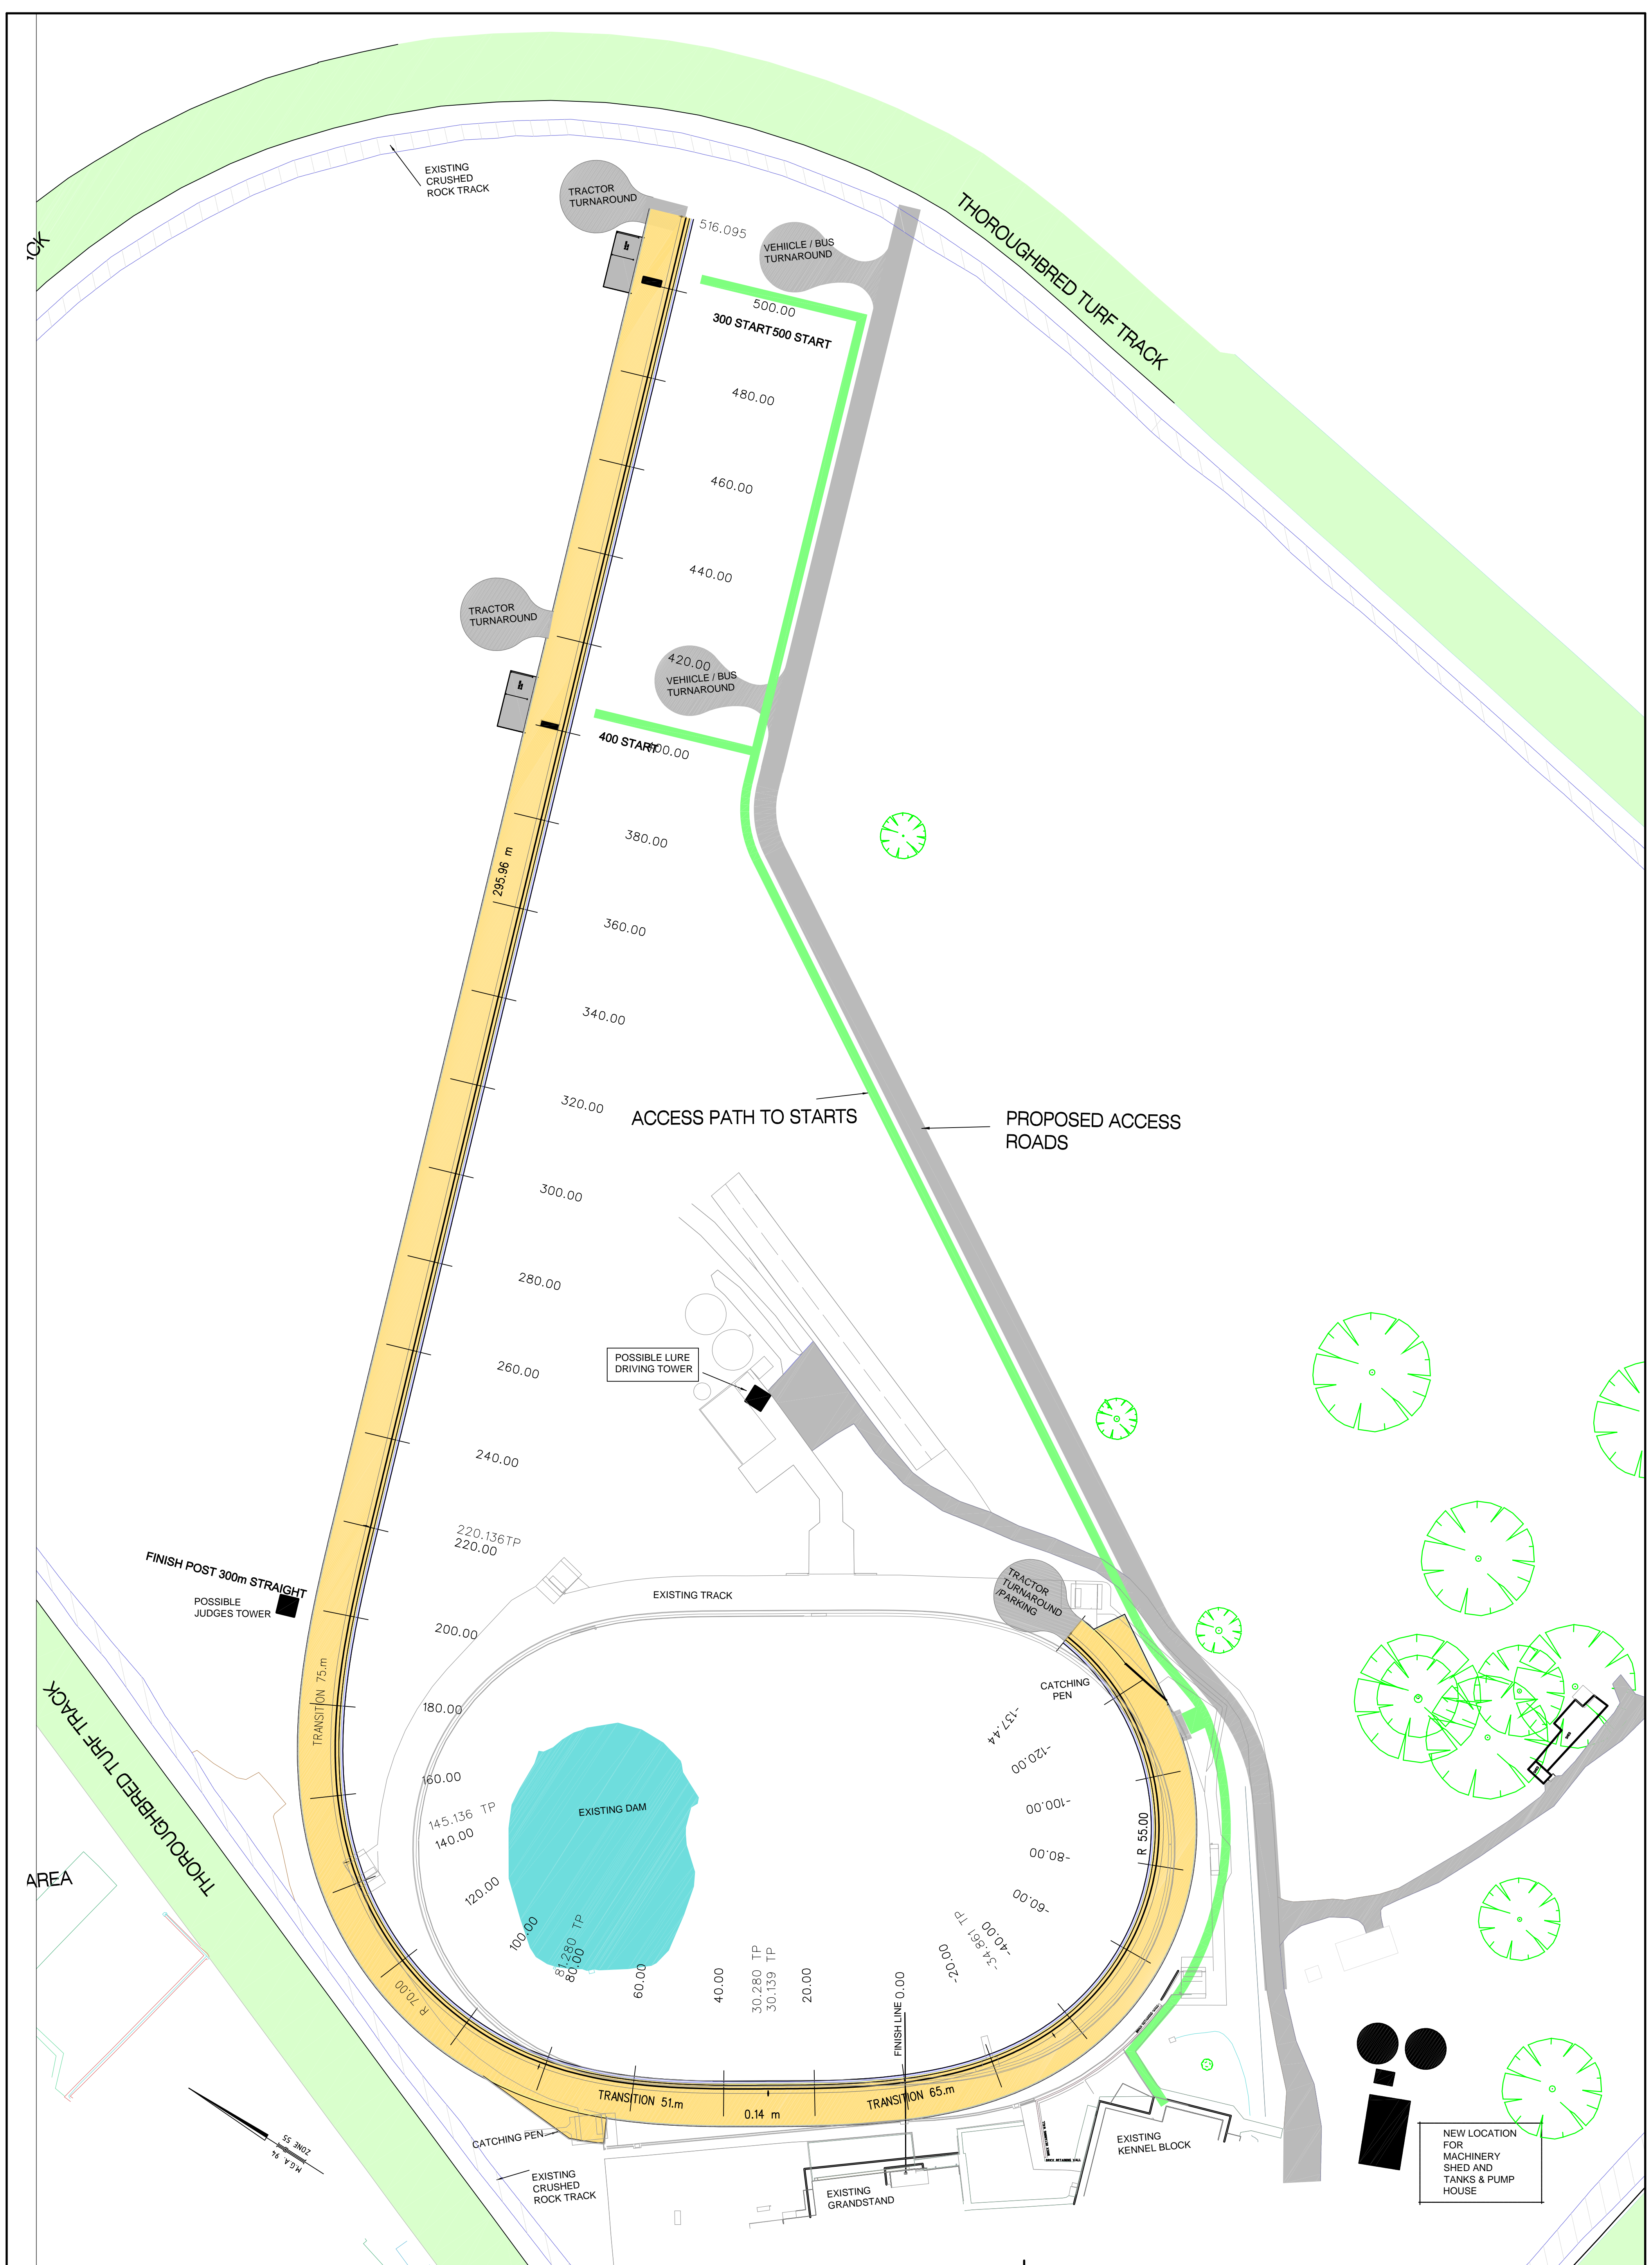 EXISTING
CRUSHED
ROCK TRACK
TRACTOR
TURNAROUND
516.095
VEHIICLE / BUS
TURNAROUND
THOROUGHBRED TURF TRACK
500.00
300 START 500 START
480.00
460.00
440.00
TRACTOR
TURNAROUND
420.00
VEHIICLE / BUS
TURNAROUND
400 START
400.00
380.00
295.96 m
360.00
340.00
320.00
ACCESS PATH TO STARTS
PROPOSED ACCESS
ROADS
300.00
280.00
260.00
POSSIBLE LURE
DRIVING TOWER
240.00
220.136TP
220.00
FINISH POST 300m STRAIGHT
POSSIBLE
JUDGES TOWER
EXISTING TRACK
TRACTOR
TURNAROUND
/PARKING
200.00
TRANSITION 75.m
CATCHING
PEN
180.00
-137.44
-120.00
160.00
145.136 TP
140.00
EXISTING DAM
-100.00
R 55.00
-80.00
THOROUGHBRED TURF TRACK
AREA
120.00
-60.00
100.00
81.280 TP
80.00
-34.861 TP
-40.00
-20.00
R 70.00
60.00
40.00
30.280 TP
30.139 TP
20.00
FINISH LINE 0.00
TRANSITION 51.m
0.14 m
TRANSITION 65.m
CATCHING PEN
M.G.A. 94
ZONE 55
EXISTING
CRUSHED
ROCK TRACK
EXISTING
GRANDSTAND
EXISTING
KENNEL BLOCK
NEW LOCATION
FOR
MACHINERY
SHED AND
TANKS & PUMP
HOUSE